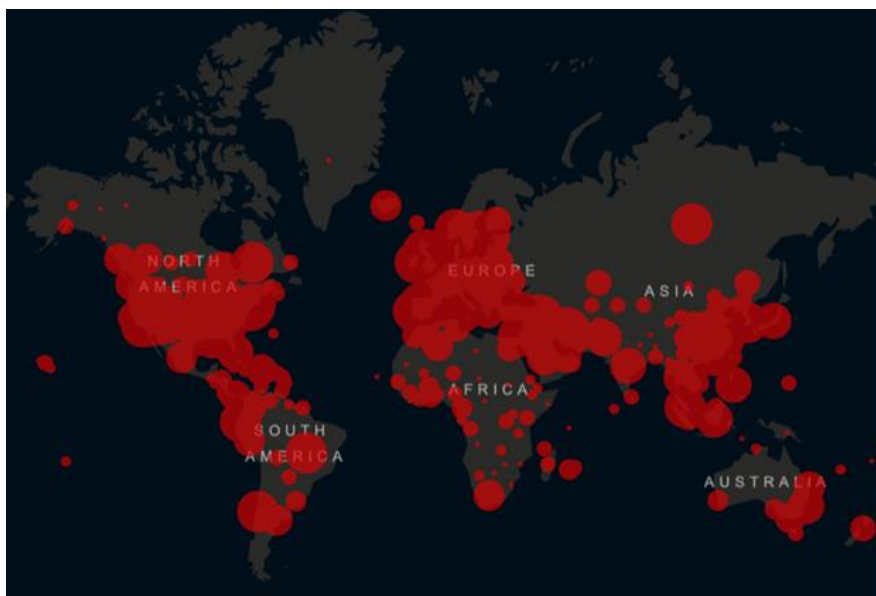 NORTH
AMERICA
EUROPE
ASIA
AFRICA
SOUTH
AMERICA
AUSTRALIA